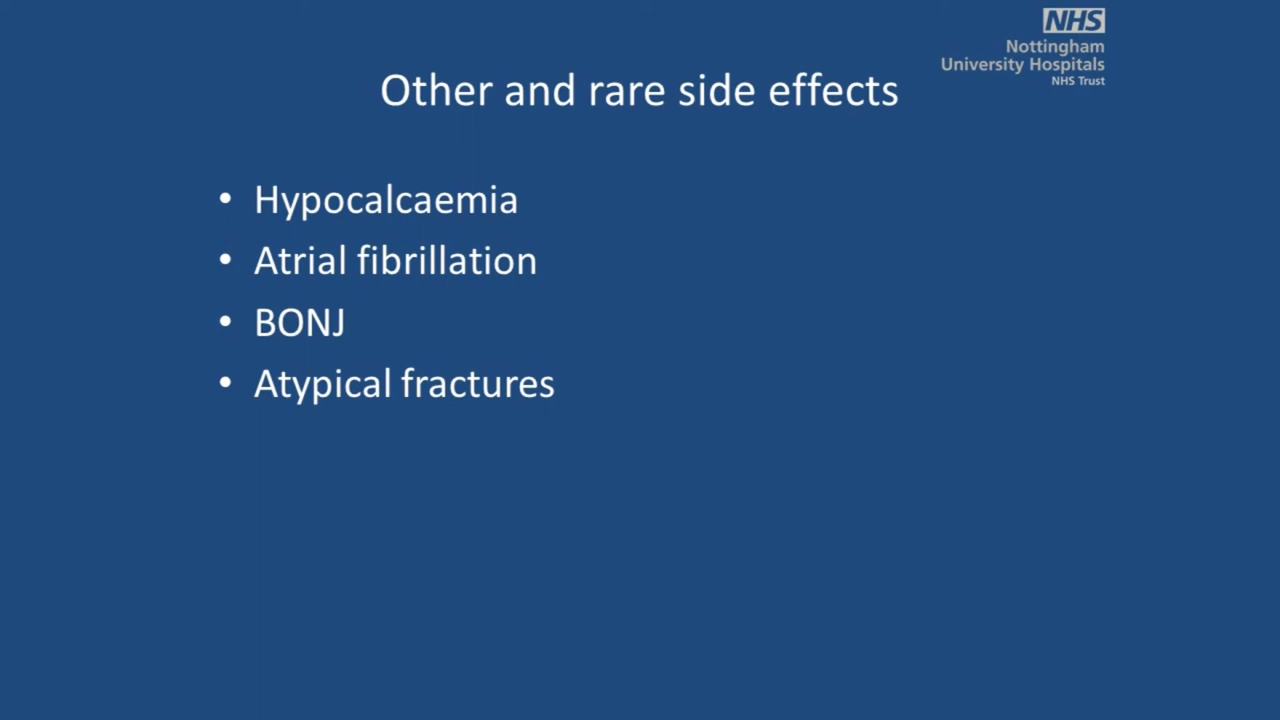 NHS
Nottingham
University Hospitals
NHS Trust
Other and rare side effects
• Hypocalcaemia
• Atrial fibrillation
• BONJ
• Atypical fractures